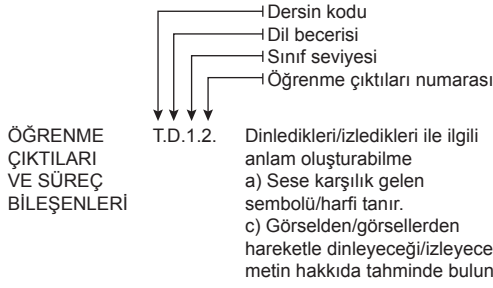 Dersin kodu
Dil becerisi
Sınıf seviyesi
Öğrenme çıktıları numarası
ÖĞRENME
ÇIKTILARI
VE SÜREÇ
BİLEŞENLERİ
T.D.1.2.
Dinledikleri/izledikleri ile ilgili
anlam oluşturabilme
a) Sese karşılık gelen
sembolü/harfi tanır.
c) Görselden/görsellerden
hareketle dinleyeceği/izleyece
metin hakkıda tahminde bulun